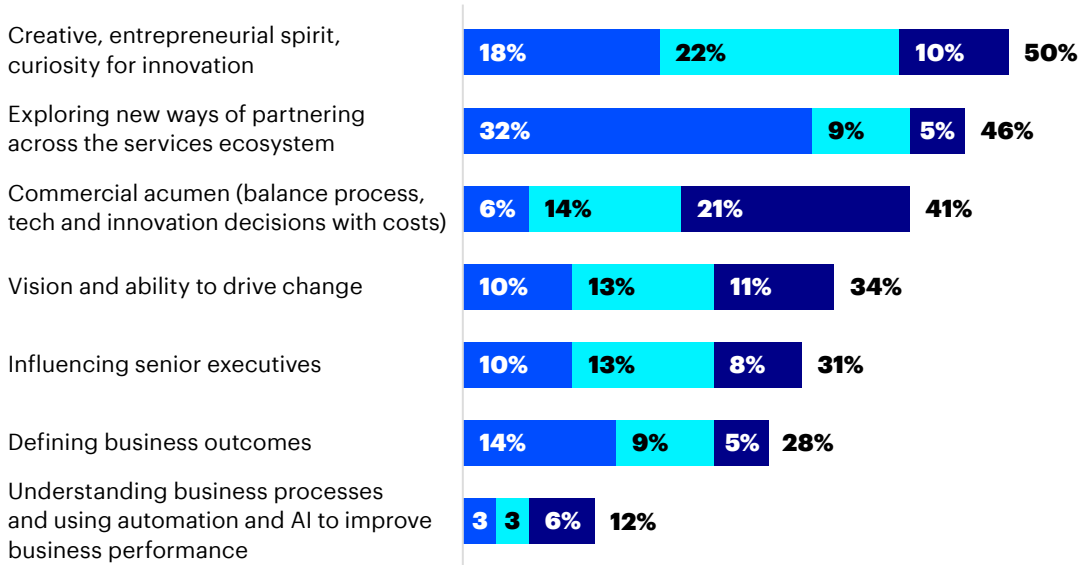 Creative, entrepreneurial spirit,
curiosity for innovation
18% 22% 10% 50%
Exploring new ways of partnering
across the services ecosystem
32% 9% 5% 46%
Commercial acumen (balance process,
tech and innovation decisions with costs)
6% 14% 21% 41%
Vision and ability to drive change
10% 13% 11% 34%
Influencing senior executives
10% 13% 8% 31%
Defining business outcomes
14% 9% 5% 28%
Understanding business processes
and using automation and AI to improve
business performance
3 3 6% 12%